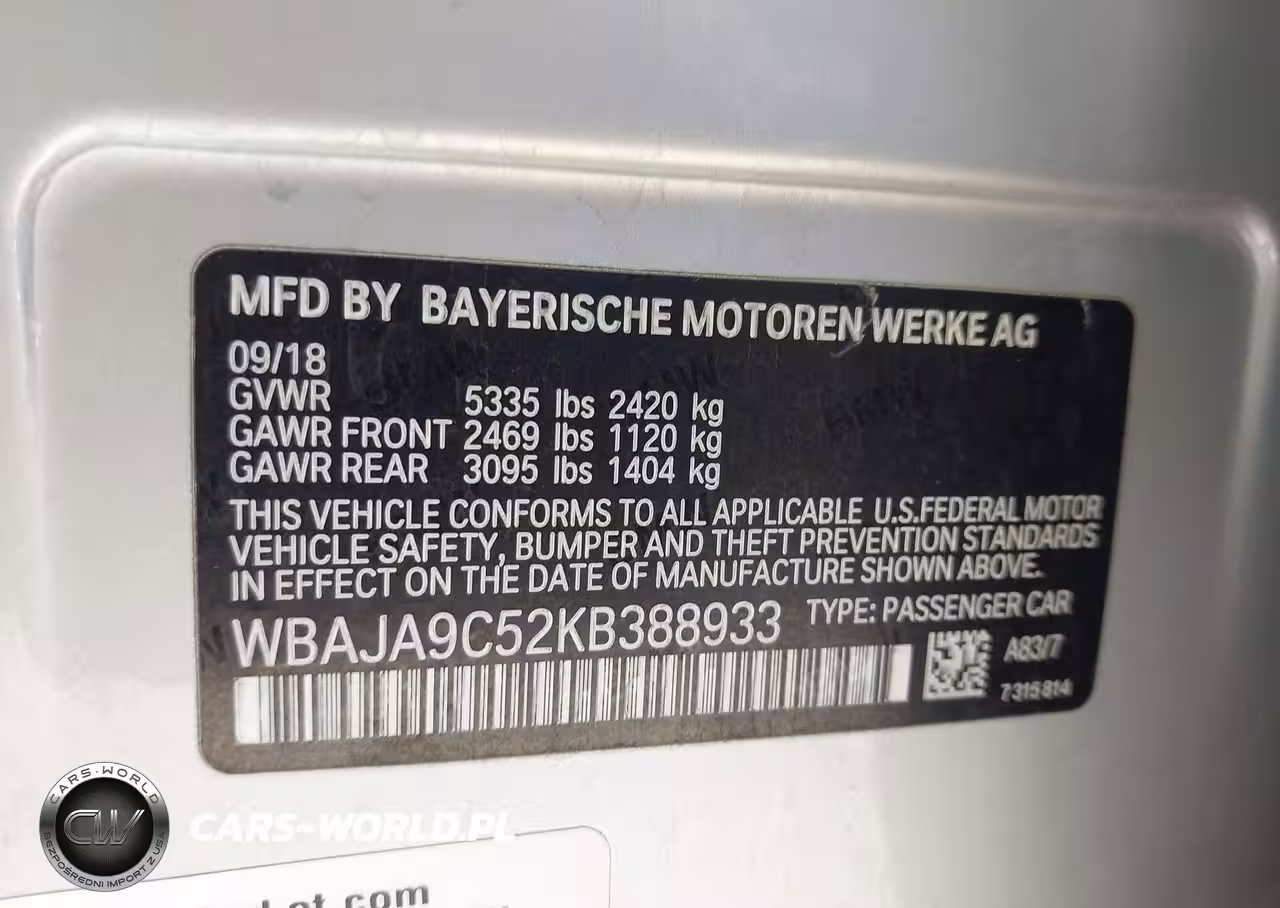 MFD BY BAYERISCHE MOTOREN WERKE AG
09/18
GVWR 5335 lbs 2420 kg
GAWR FRONT 2469 lbs 1120 kg
GAWR REAR 3095 lbs 1404 kg
THIS VEHICLE CONFORMS TO ALL APPLICABLE U.S.FEDERAL MOTOR
VEHICLE SAFETY, BUMPER AND THEFT PREVENTION STANDARDS
IN EFFECT ON THE DATE OF MANUFACTURE SHOWN ABOVE.
WBAJA9C52KB388933 TYPE: PASSENGER CAR
A83/7
7315814
CARS-WORLD
CW
BEZPOŚREDNI IMPORT Z USA
CARS-WORLD.PL
com